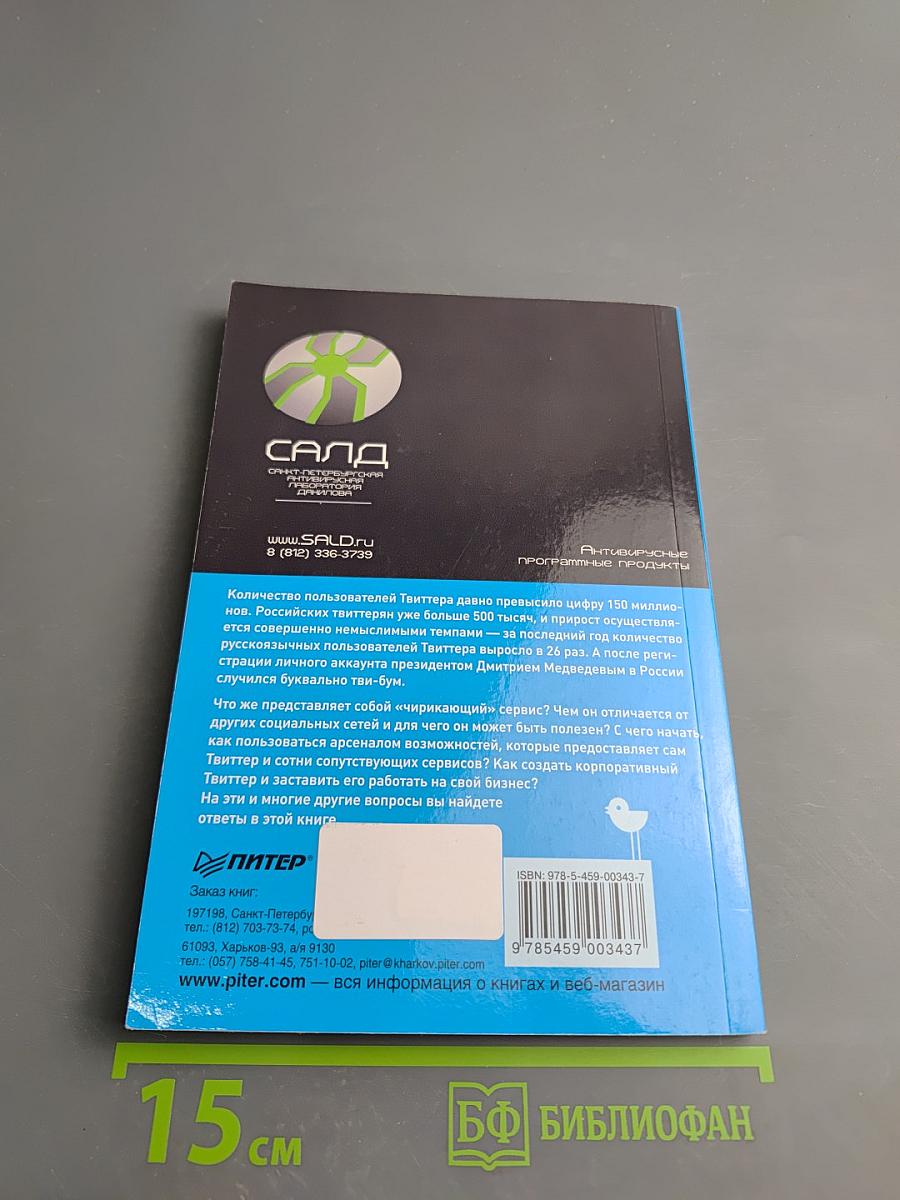 САЛД
САНКТ-ПЕТЕРБУРГСКАЯ
АНТИВИРУСНАЯ
ЛАБОРАТОРИЯ
ДАНИЛОВА
www.SALD.ru
8 (812) 336-3739
Антивирусные
программные продукты
Количество пользователей Твиттера давно превысило цифру 150 миллио-
нов. Российских твиттерян уже больше 500 тысяч, и прирост осуществля-
ется совершенно немыслимыми темпами — за последний год количество
русскоязычных пользователей Твиттера выросло в 26 раз. А после реги-
страции личного аккаунта президентом Дмитрием Медведевым в России
случился буквально тви-бум.
Что же представляет собой «чирикающий» сервис? Чем он отличается от
других социальных сетей и для чего он может быть полезен? С чего начать,
как пользоваться арсеналом возможностей, которые предоставляет сам
Твиттер и сотни сопутствующих сервисов? Как создать корпоративный
Твиттер и заставить его работать на свой бизнес?
На эти и многие другие вопросы вы найдете
ответы в этой книге
ПИТЕР®
Заказ книг:
197198, Санкт-Петербу
тел.: (812) 703-73-74,
61093, Харьков-93, а/я 9130
тел.: (057) 758-41-45, 751-10-02, piter@kharkov.piter.com
www.piter.com — вся информация о книгах и веб-магазин
ISBN: 978-5-459-00343-7
9 785459 003437
15 см
БФ БИБЛИОФАН